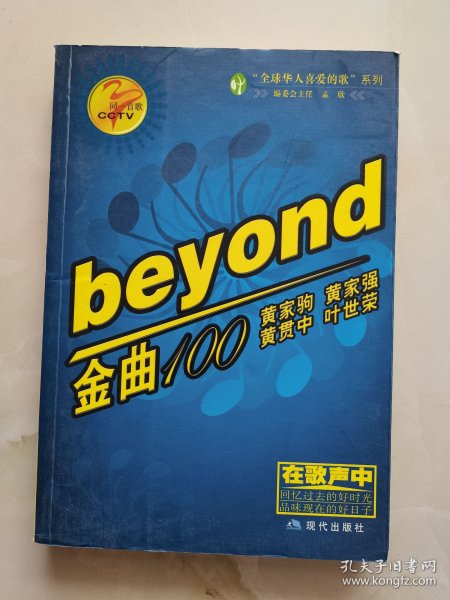 同一首歌
CCTV
“全球华人喜爱的歌”系列
>>> 编委会主任 孟欣 <<<
beyond
金曲100
黄家驹 黄家强
黄贯中 叶世荣
在歌声中
回忆过去的好时光
品味现在的好日子
现代出版社
孔夫子旧书网
www.kongfz.com